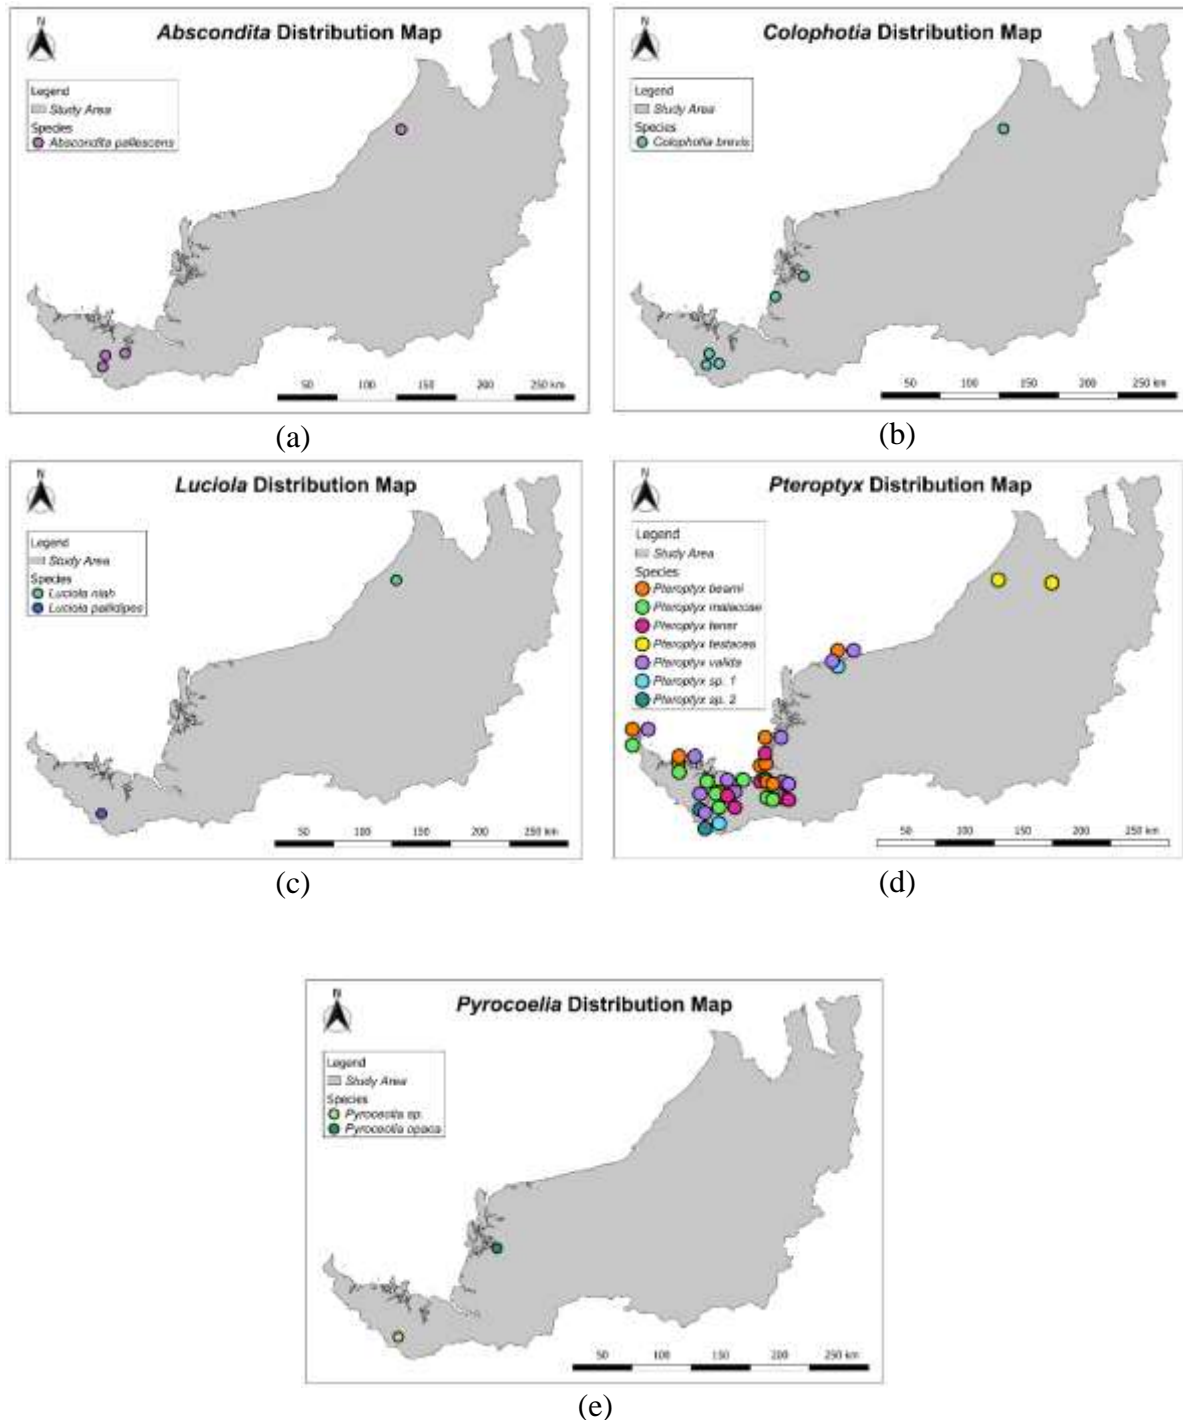 N
Abscondita Distribution Map
Legend
Study Area
Species
Abscondita pallescens
50 100 150 200 250 km
(a)
N
Colophotia Distribution Map
Legend
Study Area
Species
Colophotia brevis
50 100 150 200 250 km
(b)
N
Luciola Distribution Map
Legend
Study Area
Species
Luciola niah
Luciola pallidipes
50 100 150 200 250 km
(c)
N
Pteroptyx Distribution Map
Legend
Study Area
Species
Pteroptyx bearni
Pteroptyx malaccae
Pteroptyx tener
Pteroptyx testacea
Pteroptyx valida
Pteroptyx sp. 1
Pteroptyx sp. 2
50 100 150 200 250 km
(d)
N
Pyrocoelia Distribution Map
Legend
Study Area
Species
Pyrocoelia sp.
Pyrocoelia opaca
50 100 150 200 250 km
(e)